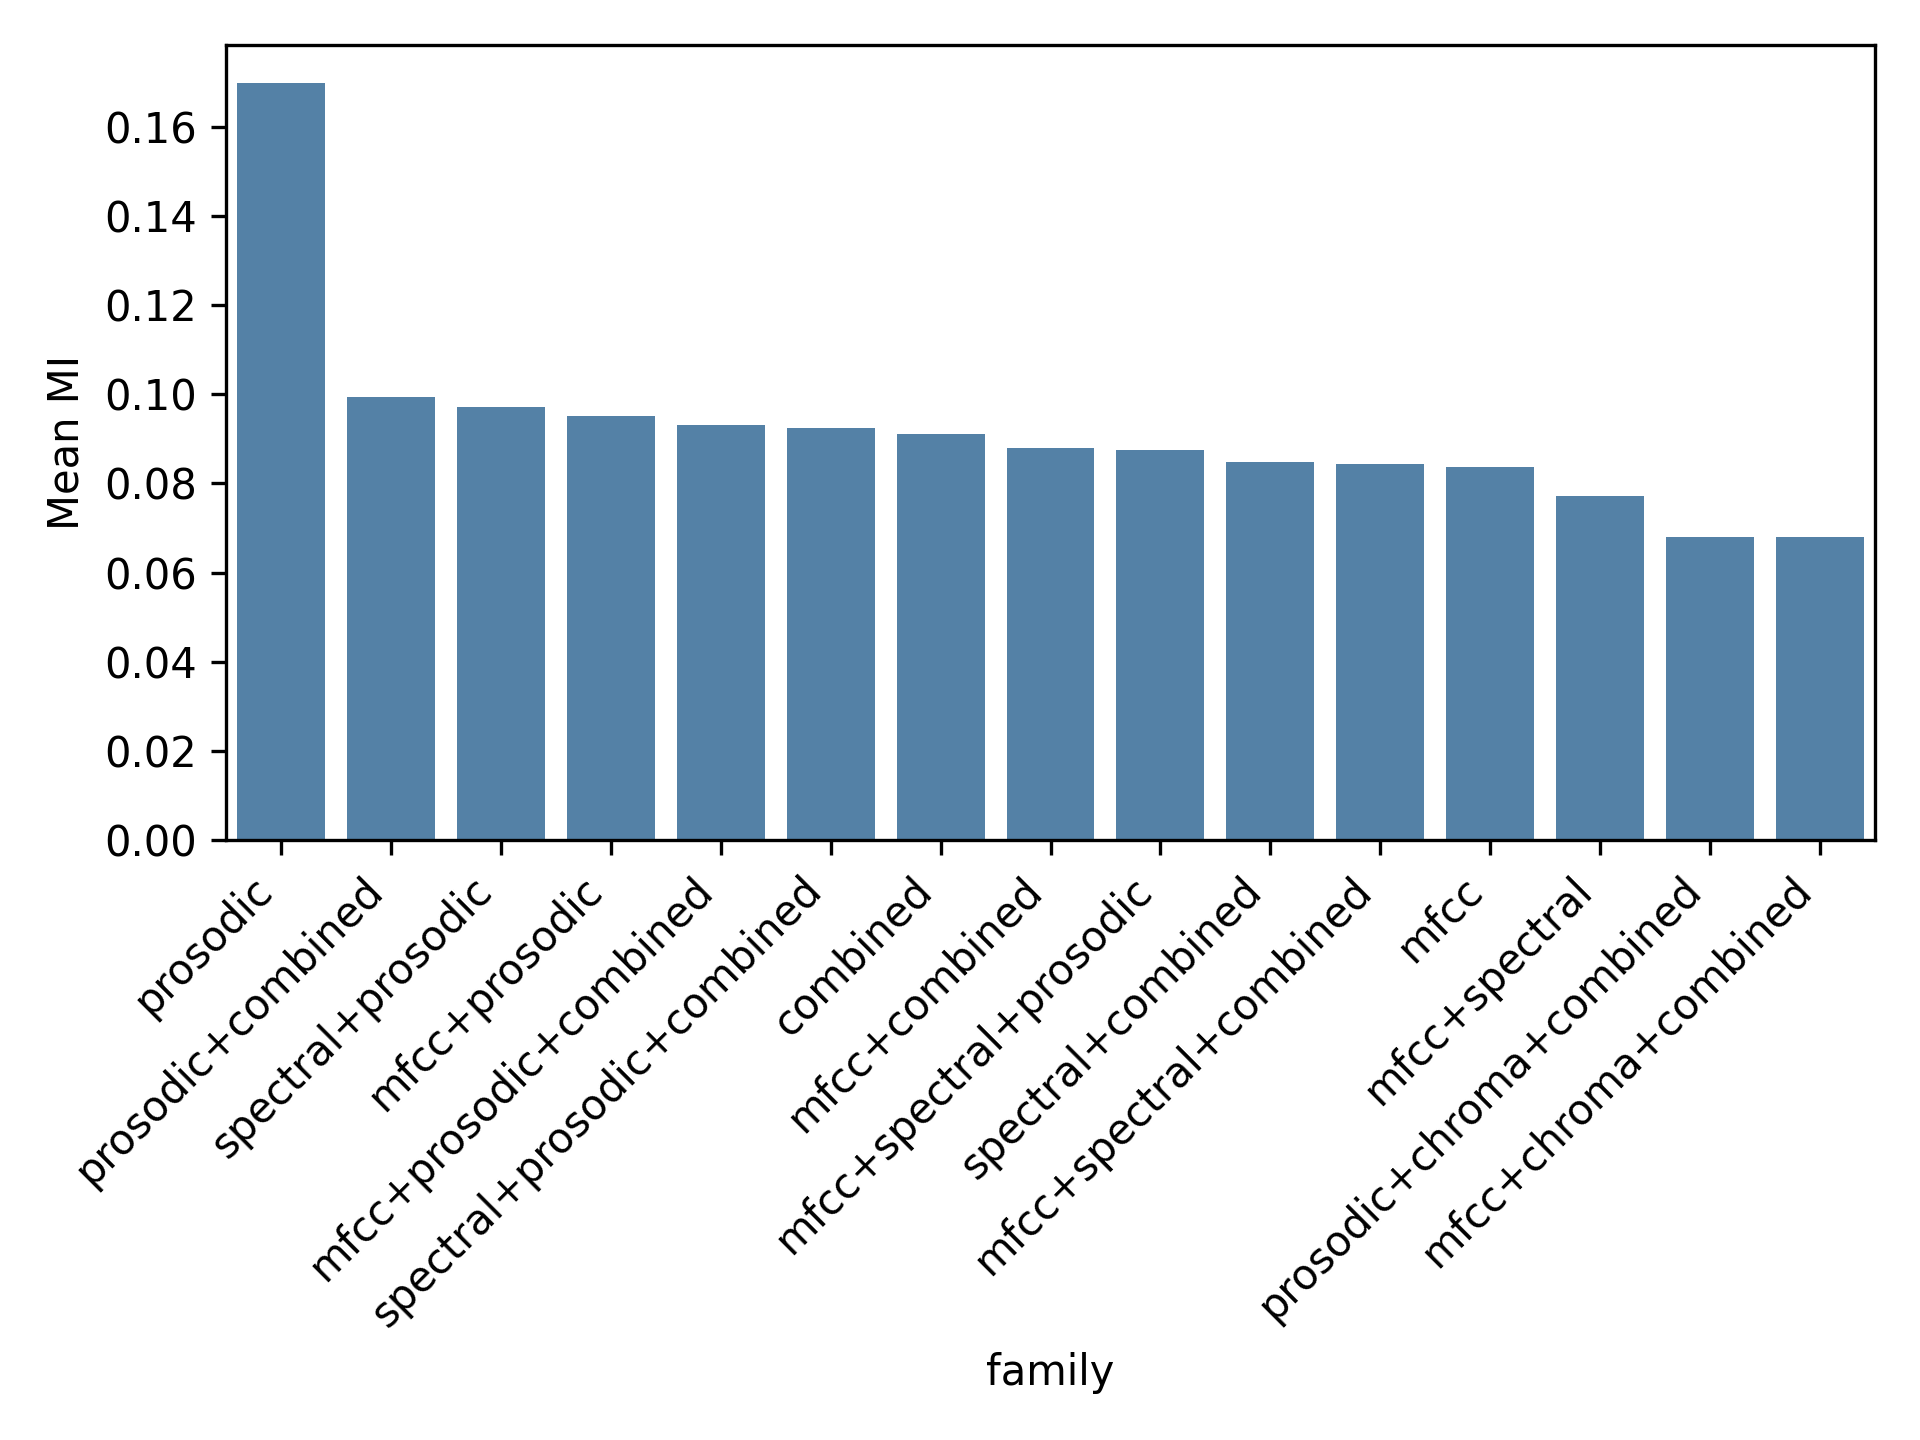 Mean MI
0.16
0.14
0.12
0.10
0.08
0.06
0.04
0.02
0.00
prosodic
prosodic+combined
spectral+prosodic
mfcc+prosodic
mfcc+prosodic+combined
spectral+prosodic+combined
combined
mfcc+combined
mfcc+spectral+prosodic
spectral+combined
mfcc+spectral+combined
mfcc
mfcc+spectral
prosodic+chroma+combined
mfcc+chroma+combined
family